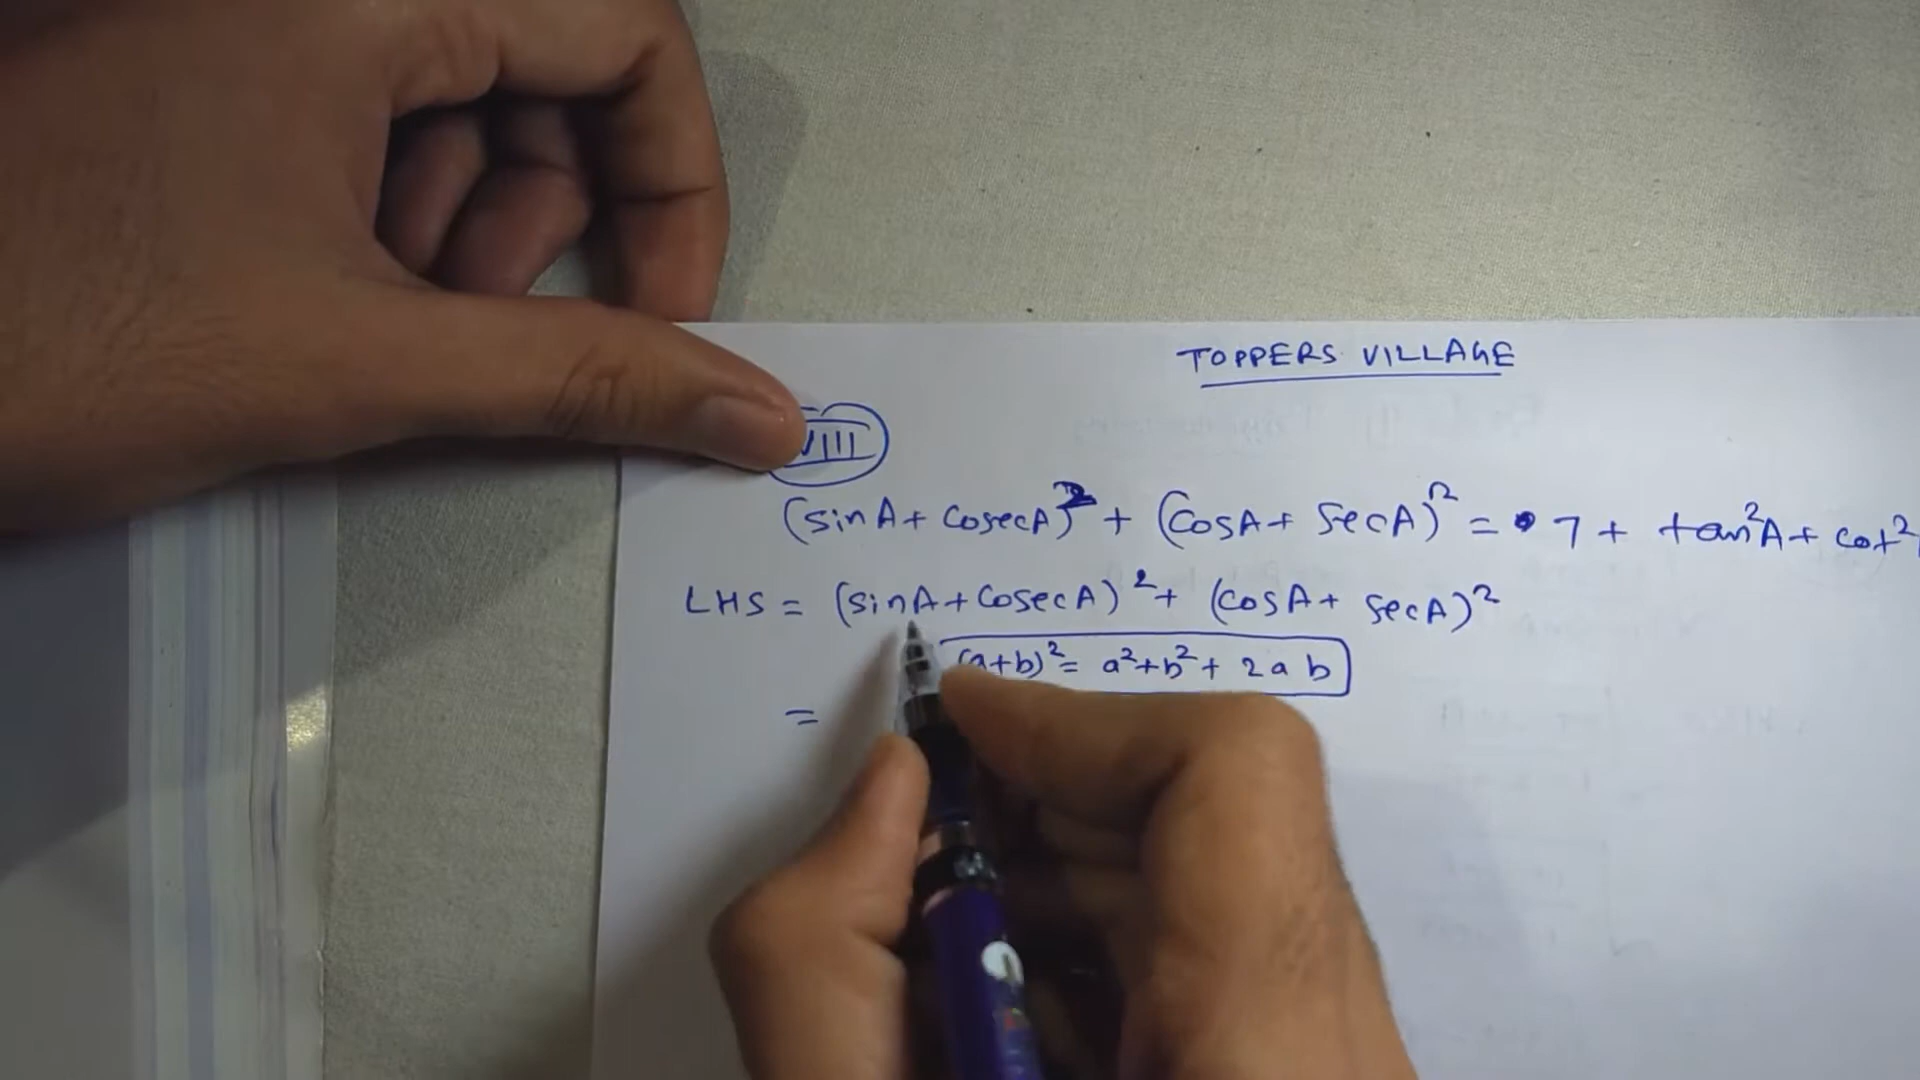 TOPPERS VILLAGE
VIII
(sinA + cosecA)² + (cosA + secA)² = 7 + tan²A + cot²
LHS = (sinA + cosecA)² + (cosA + secA)²
(a+b)² = a² + b² + 2ab
=